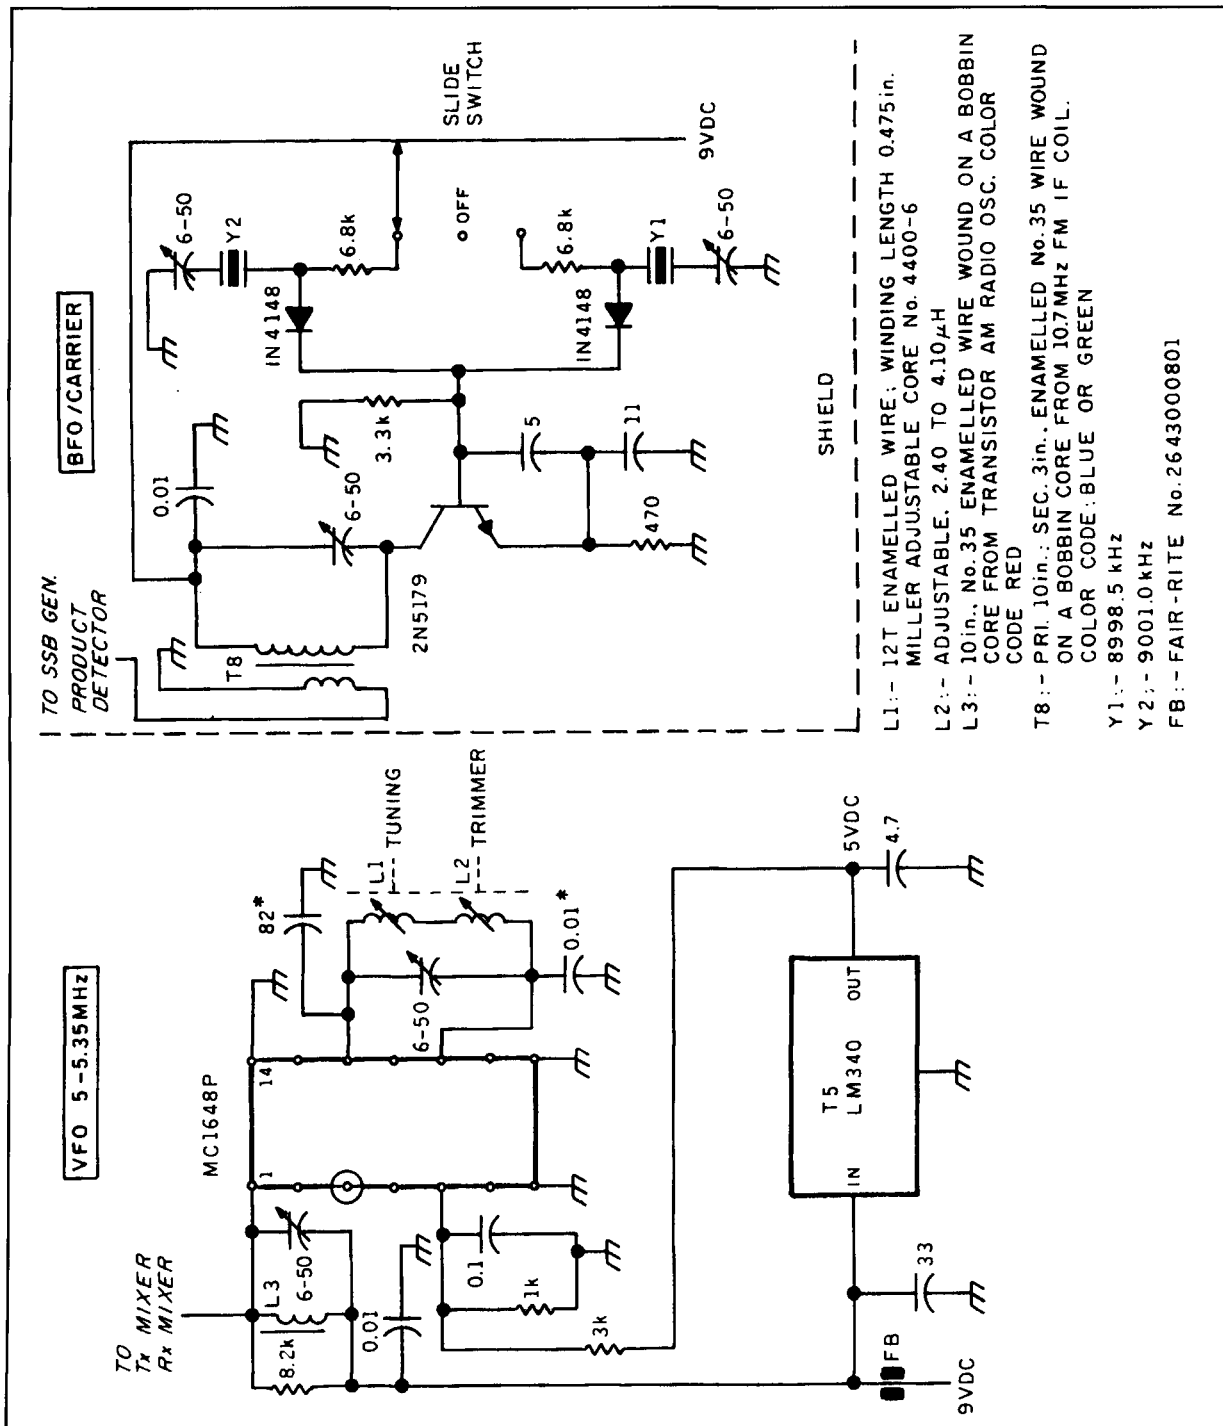 VFO 5-5.35MHz
TO
Tx MIXER
Rx MIXER
8.2k
L3
6-50
0.01
MC1648P
1
14
82*
L1
TUNING
L2
TRIMMER
6-50
0.01*
0.1
1k
3k
9VDC
FB
33
IN
T5
LM340
OUT
5VDC
4.7
BFO/CARRIER
TO SSB GEN.
PRODUCT
DETECTOR
T8
0.01
6-50
2N5179
3.3k
5
11
470
6-50
Y2
1N4148
6.8k
OFF
SLIDE
SWITCH
6.8k
1N4148
Y1
6-50
9VDC
SHIELD
L1:- 12T ENAMELLED WIRE; WINDING LENGTH 0.475in.
MILLER ADJUSTABLE CORE No. 4400-6
L2:- ADJUSTABLE, 2.40 TO 4.10µH
L3:- 10in., No.35 ENAMELLED WIRE WOUND ON A BOBBIN
CORE FROM TRANSISTOR AM RADIO OSC. COLOR
CODE RED
T8:- PRI. 10in.; SEC. 3in., ENAMELLED No.35 WIRE WOUND
ON A BOBBIN CORE FROM 10.7MHz FM IF COIL.
COLOR CODE: BLUE OR GREEN
Y1:- 8998.5 kHz
Y2:- 9001.0 kHz
FB:- FAIR-RITE No. 2643000801